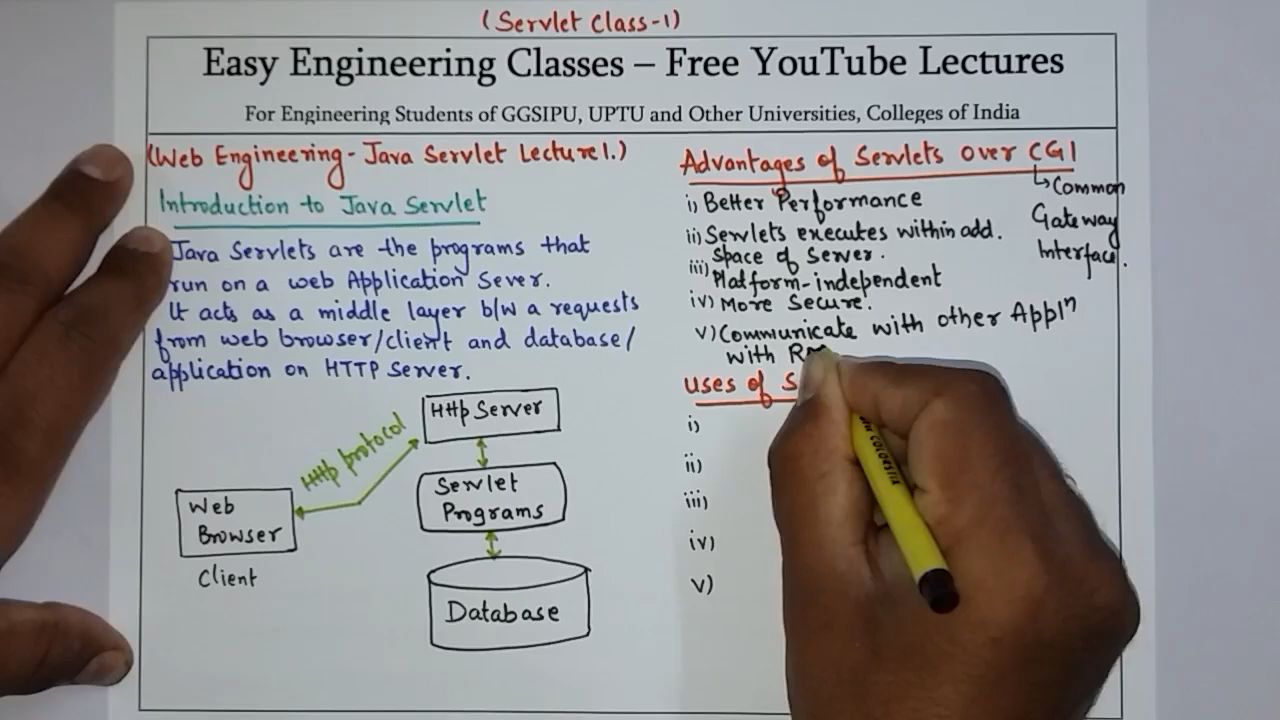 (Servlet Class-1)
Easy Engineering Classes – Free YouTube Lectures
For Engineering Students of GGSIPU, UPTU and Other Universities, Colleges of India
(Web Engineering - Java Servlet Lecture 1.)
Introduction to Java Servlet
Java Servlets are the programs that
run on a web Application Sever.
It acts as a middle layer b/w a requests
from web browser/client and database/
application on HTTP Server.
Http Server
Http protocol
Servlet
Programs
Web
Browser
Client
Database
Advantages of Servlets over CGI
Common
Gateway
Interface.
i) Better Performance
ii) Servlets executes within add.
Space of Server.
iii) Platform-independent
iv) More Secure.
v) Communicate with other Appln
with
Uses of
i)
ii)
iii)
iv)
v)